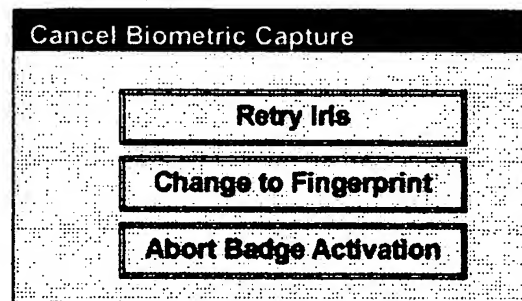 Cancel Biometric Capture
Retry Iris
Change to Fingerprint
Abort Badge Activation